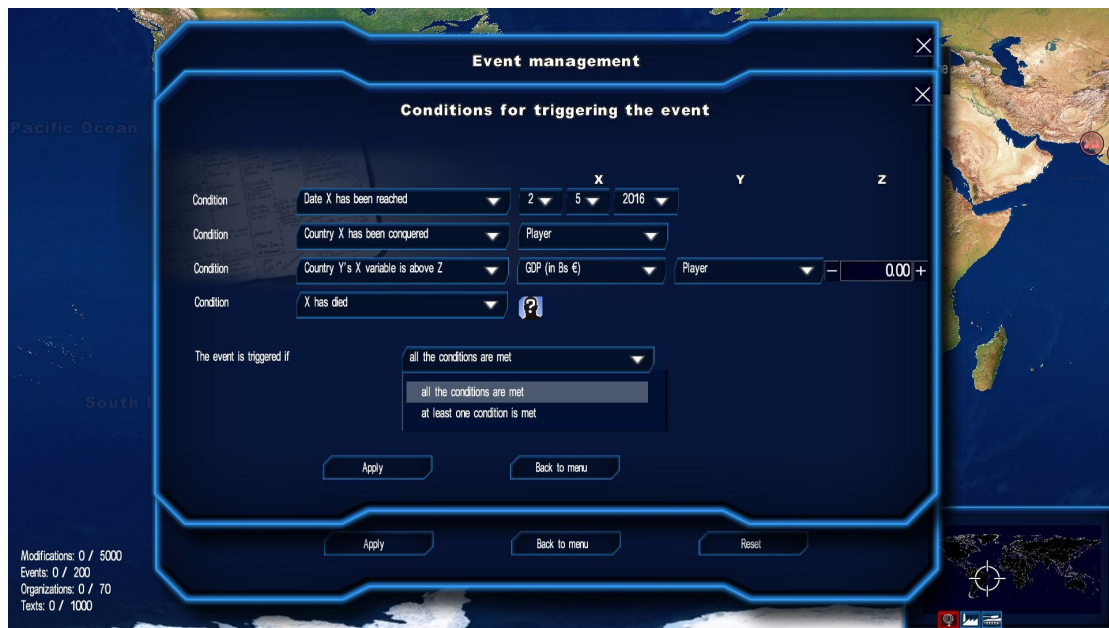 Event management
Conditions for triggering the event
Pacific Ocean
X Y Z
Condition Date X has been reached 2 5 2016
Condition Country X has been conquered Player
Condition Country Y's X variable is above Z GDP (in Bs €) Player − 0.00 +
Condition X has died ?
The event is triggered if all the conditions are met
all the conditions are met
South
at least one condition is met
Apply Back to menu
Apply Back to menu Reset
Modifications: 0 / 5000
Events: 0 / 200
Organizations: 0 / 70
Texts: 0 / 1000